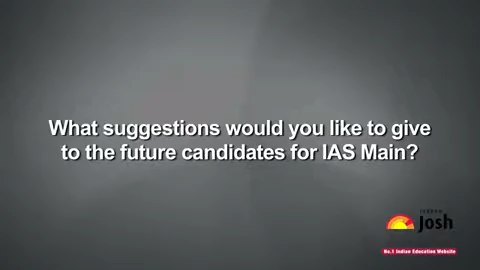 What suggestions would you like to give
to the future candidates for IAS Main?
JAGRAN
Josh
No.1 Indian Education Website